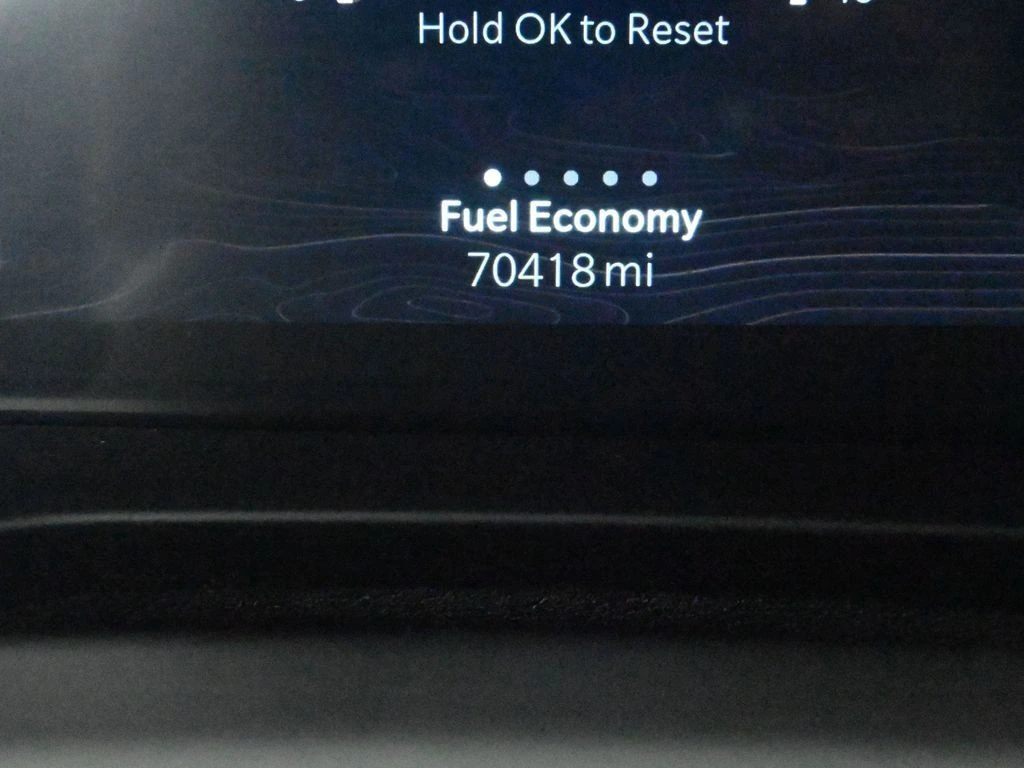 Hold OK to Reset
Fuel Economy
70418 mi